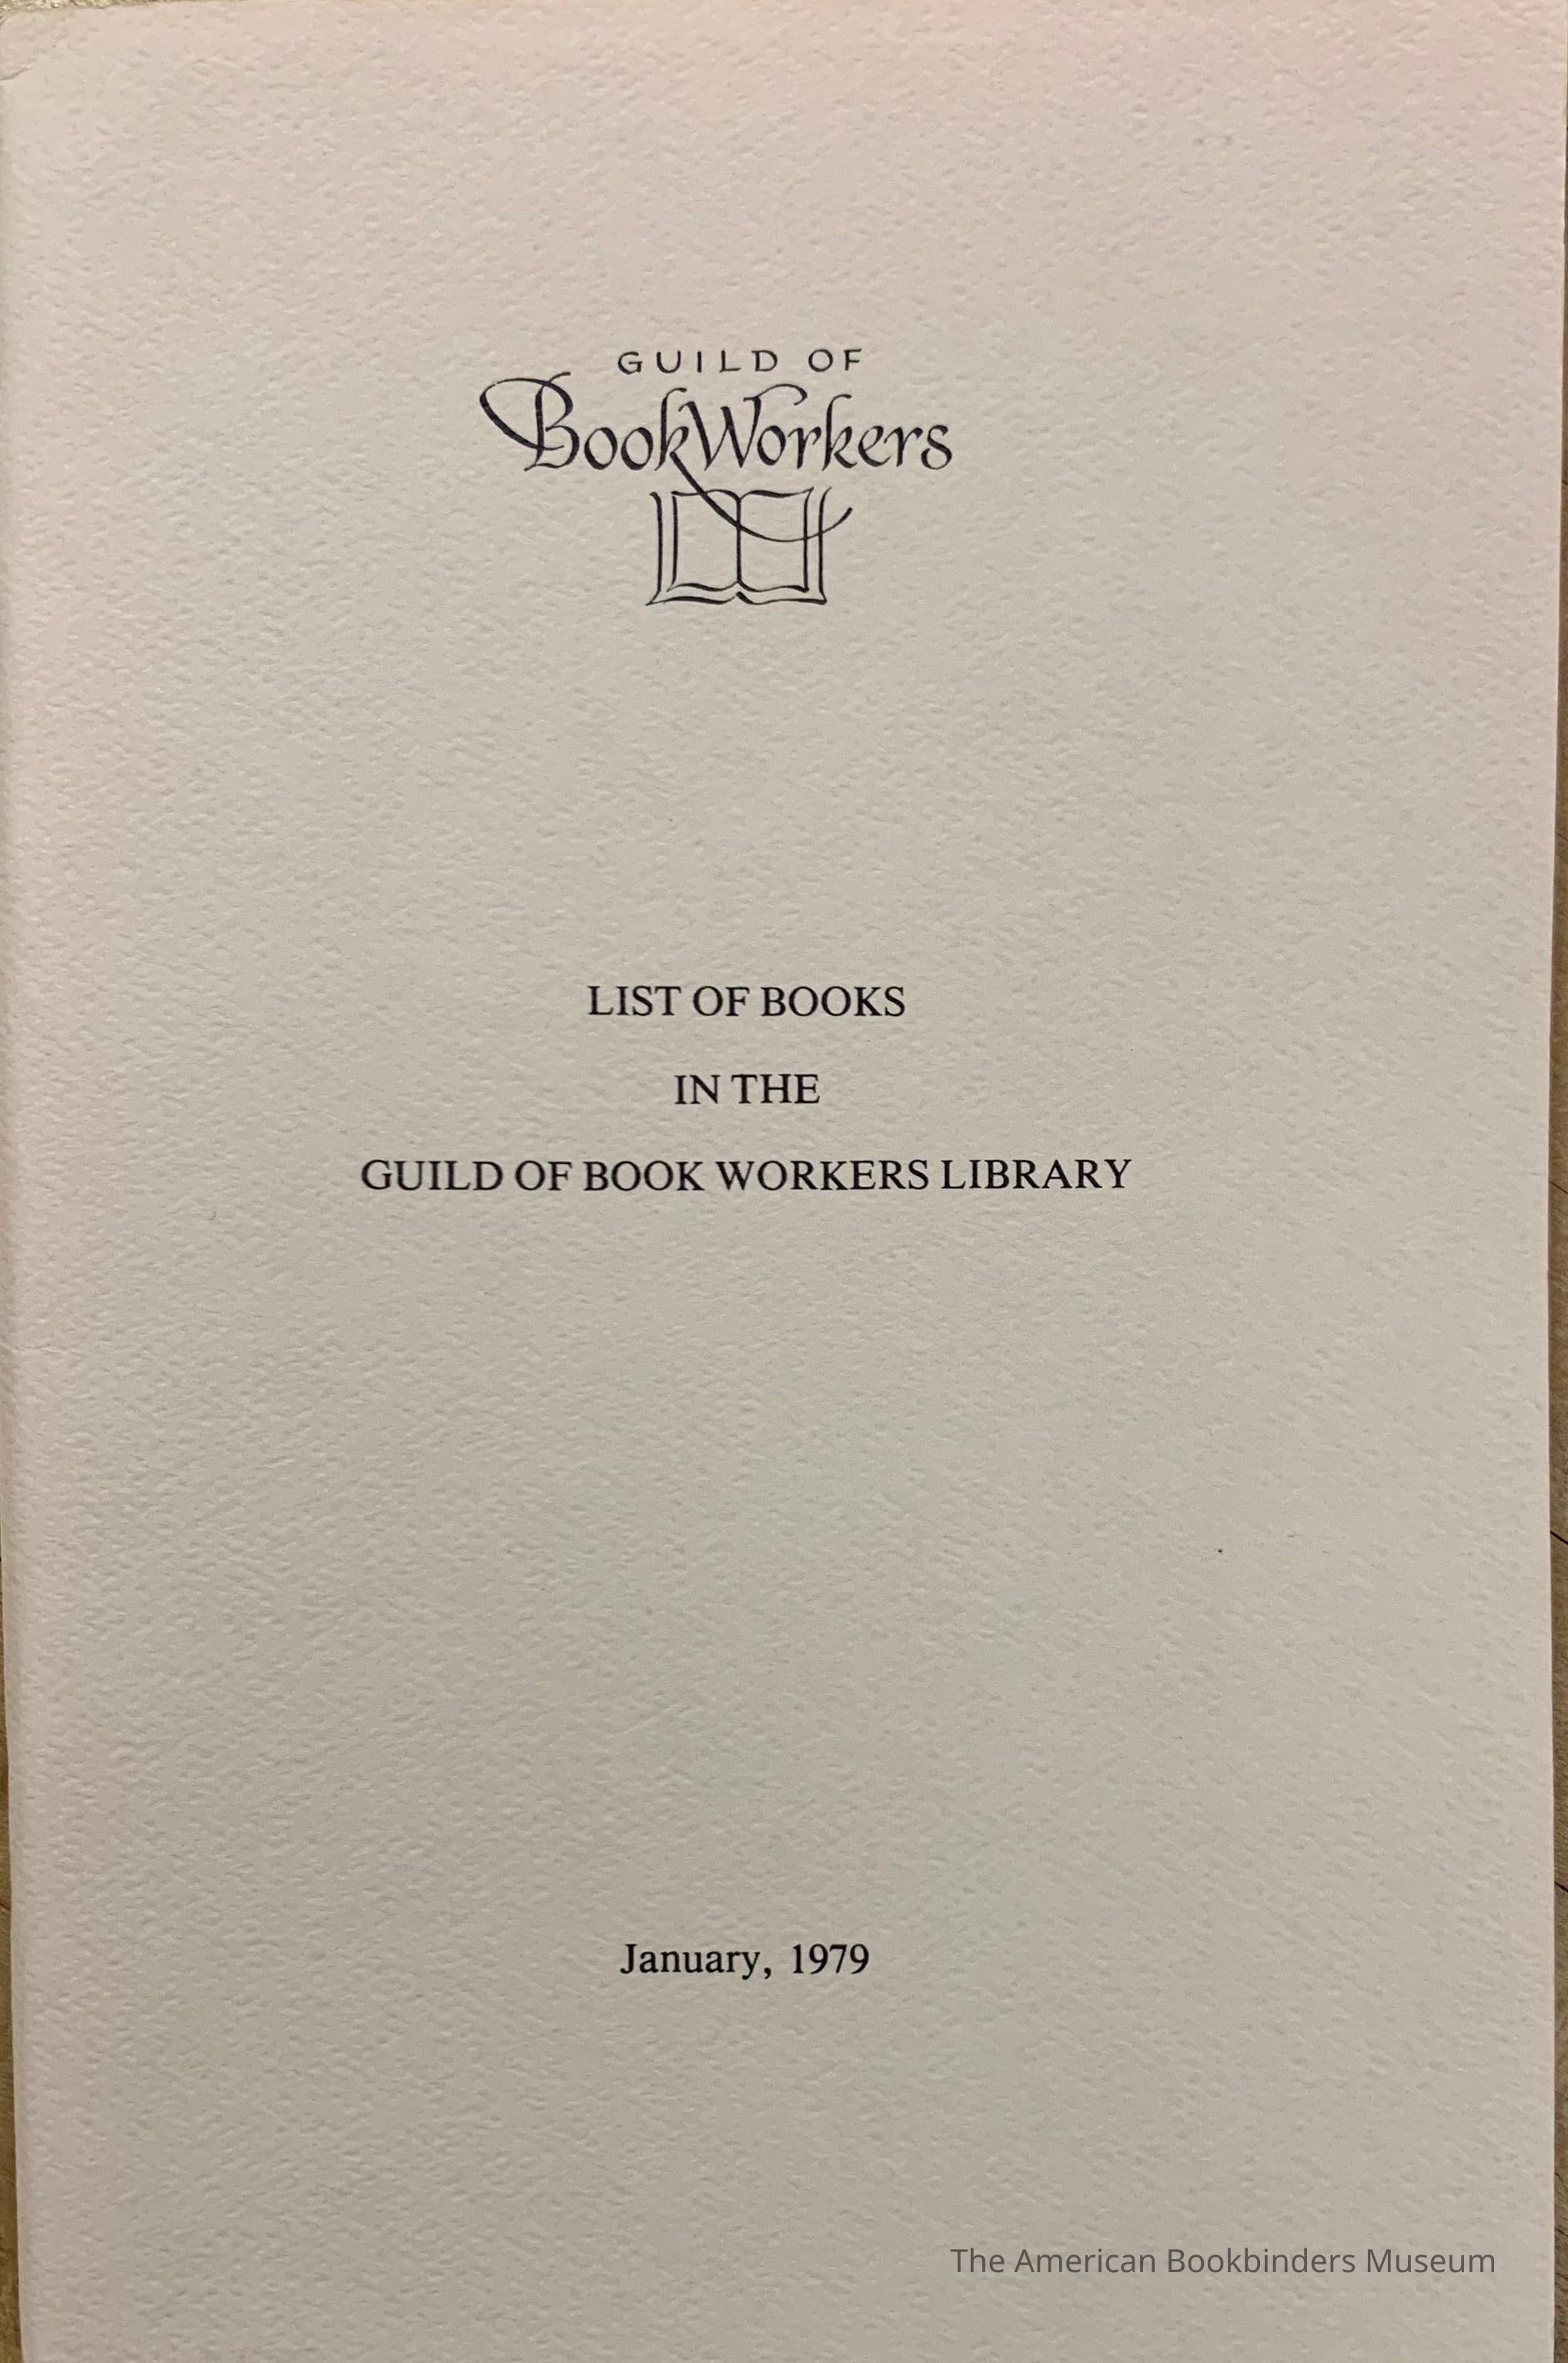 GUILD OF
BookWorkers
LIST OF BOOKS
IN THE
GUILD OF BOOK WORKERS LIBRARY
January, 1979
The American Bookbinders Museum